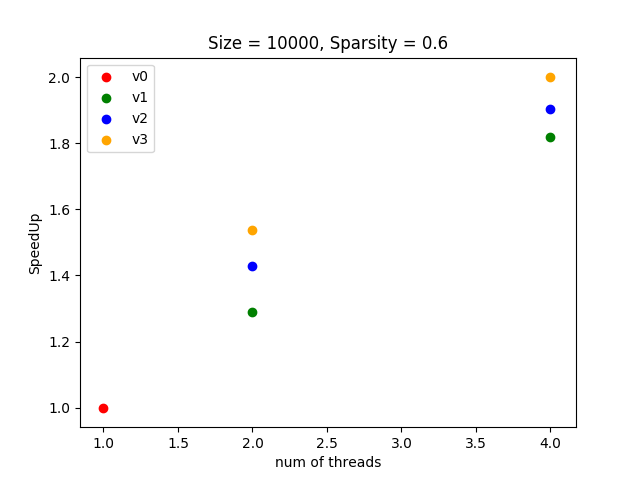 Size = 10000, Sparsity = 0.6
v0
v1
v2
v3
SpeedUp
2.0
1.8
1.6
1.4
1.2
1.0
1.0 1.5 2.0 2.5 3.0 3.5 4.0
num of threads